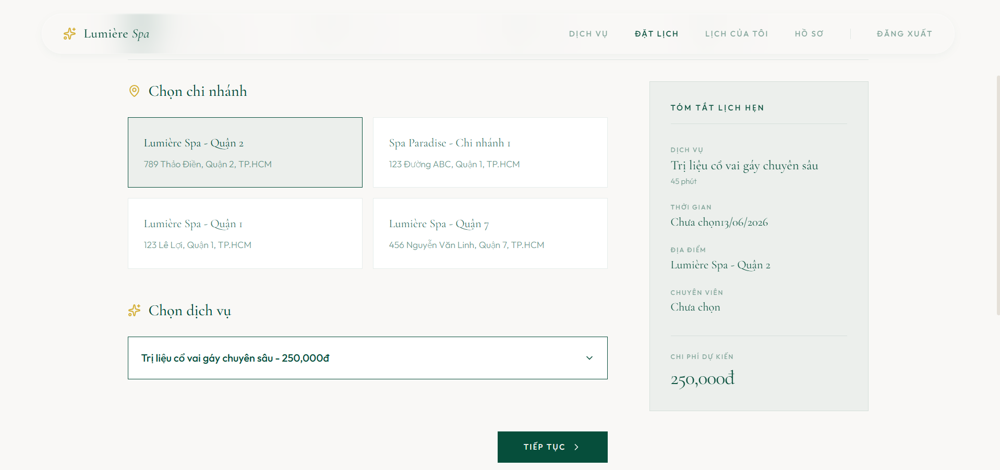 Lumière Spa
DỊCH VỤ
ĐẶT LỊCH
LỊCH CỦA TÔI
HỒ SƠ
ĐĂNG XUẤT
Chọn chi nhánh
Lumière Spa - Quận 2
789 Thảo Điền, Quận 2, TP.HCM
Spa Paradise - Chi nhánh 1
123 Đường ABC, Quận 1, TP.HCM
Lumière Spa - Quận 1
123 Lê Lợi, Quận 1, TP.HCM
Lumière Spa - Quận 7
456 Nguyễn Văn Linh, Quận 7, TP.HCM
Chọn dịch vụ
Trị liệu cổ vai gáy chuyên sâu - 250,000đ
TIẾP TỤC
TÓM TẮT LỊCH HẸN
DỊCH VỤ
Trị liệu cổ vai gáy chuyên sâu
45 phút
THỜI GIAN
Chưa chọn13/06/2026
ĐỊA ĐIỂM
Lumière Spa - Quận 2
CHUYÊN VIÊN
Chưa chọn
CHI PHÍ DỰ KIẾN
250,000đ